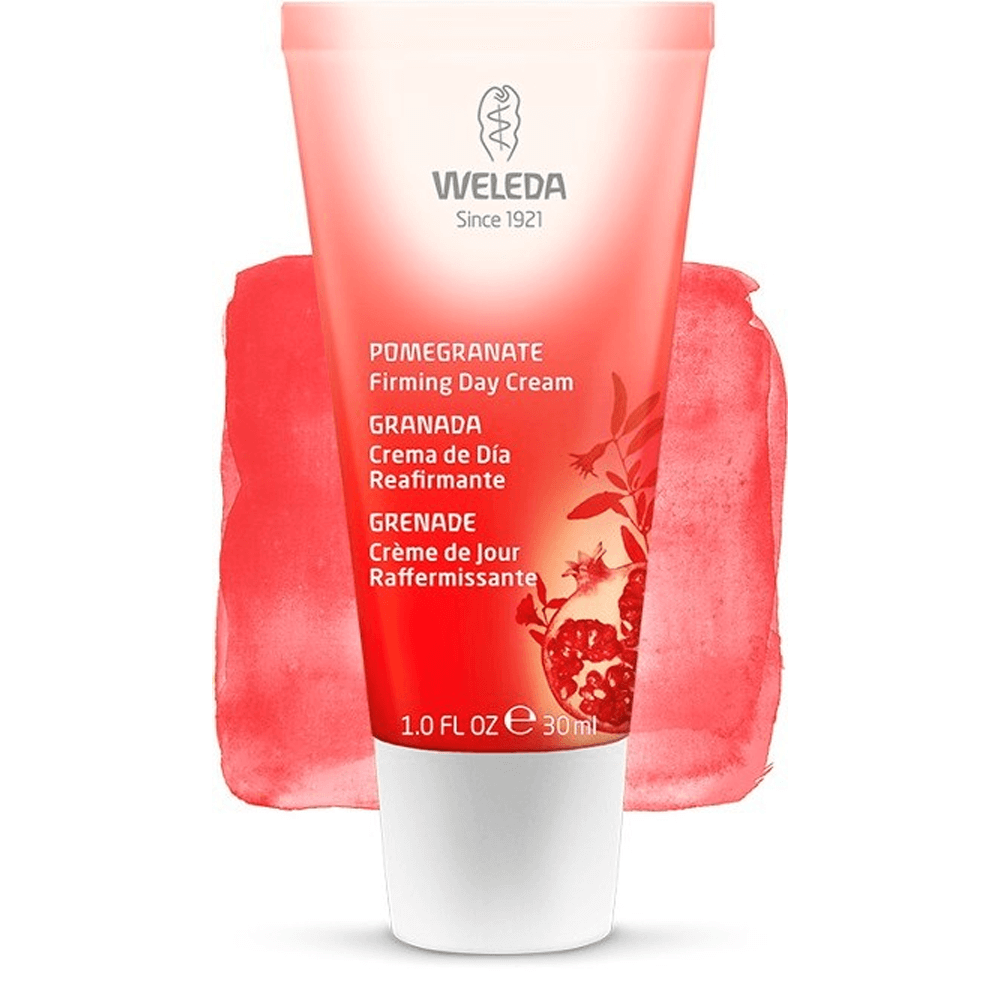 WELEDA
Since 1921
POMEGRANATE
Firming Day Cream
GRANADA
Crema de Día
Reafirmante
GRENADE
Crème de Jour
Raffermissante
1.0 FL OZ ℮ 30 ml